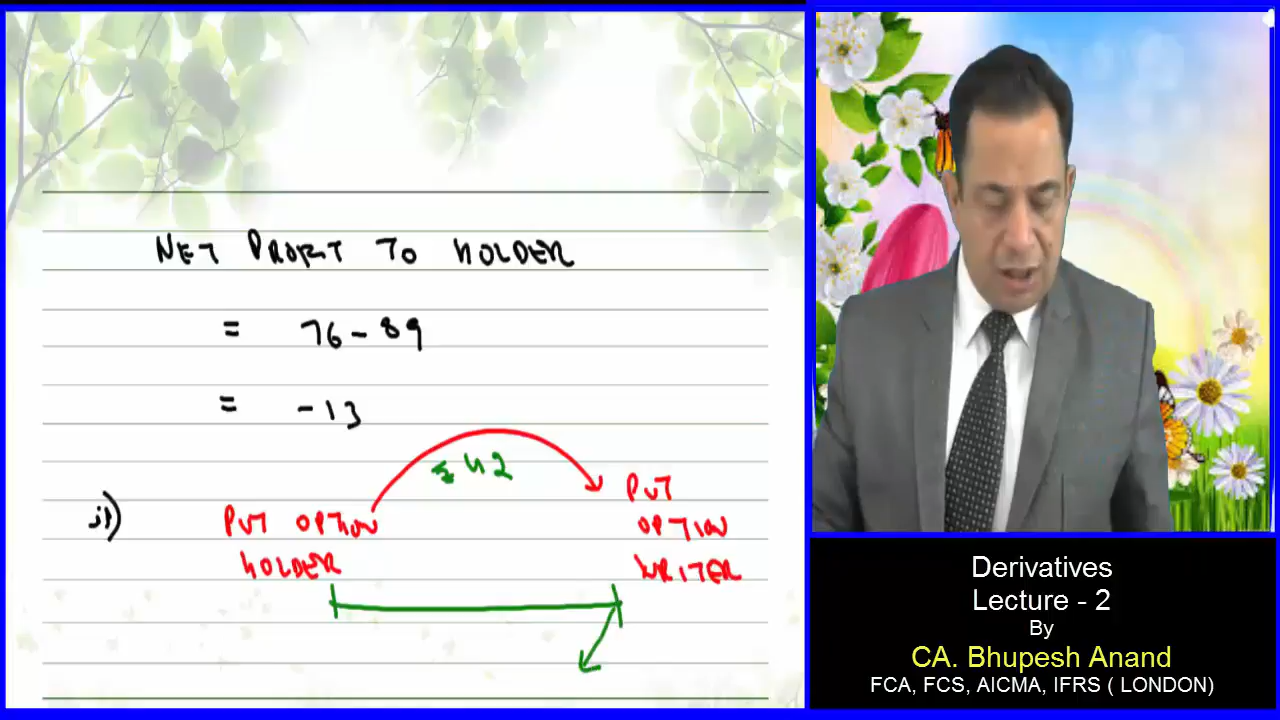 NET PROFIT TO HOLDER
= 76 - 89
= -13
ii)
PUT OPTION
HOLDER
₹ 42
PUT
OPTION
WRITER
Derivatives
Lecture - 2
By
CA. Bhupesh Anand
FCA, FCS, AICMA, IFRS ( LONDON)